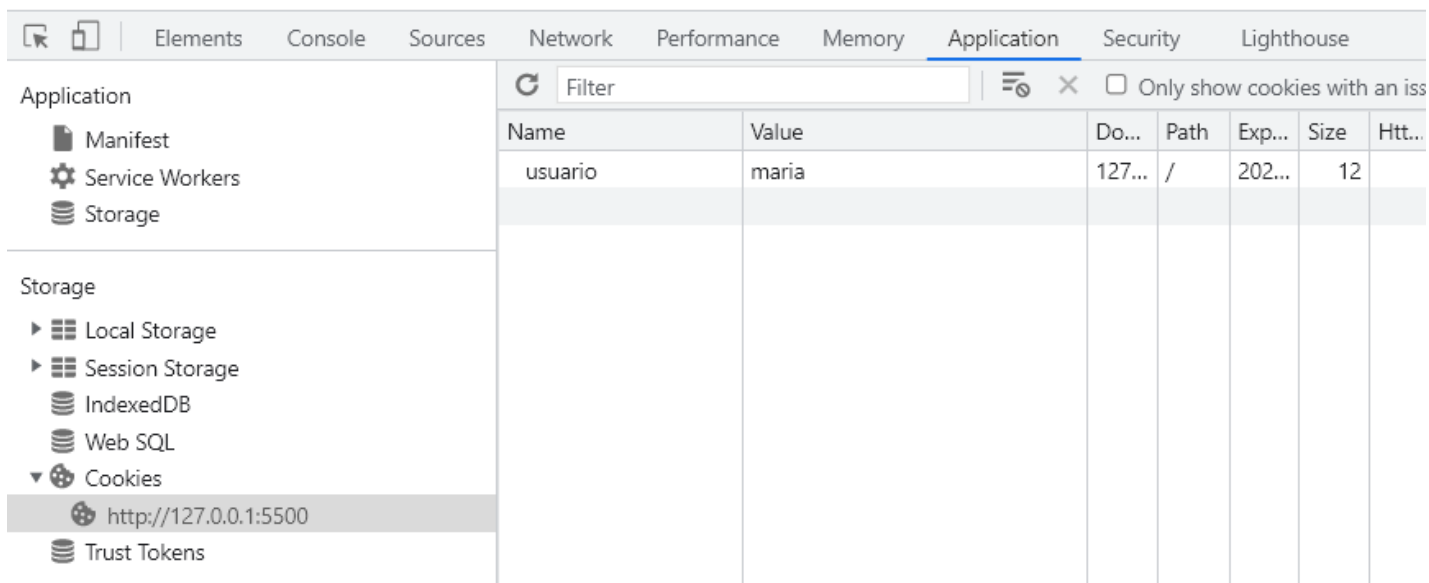 Elements Console Sources Network Performance Memory Application Security Lighthouse
Application
Manifest
Service Workers
Storage
Storage
Local Storage
Session Storage
IndexedDB
Web SQL
Cookies
http://127.0.0.1:5500
Trust Tokens
Filter Only show cookies with an iss
Name Value Do... Path Exp... Size Htt...
usuario maria 127... / 202... 12